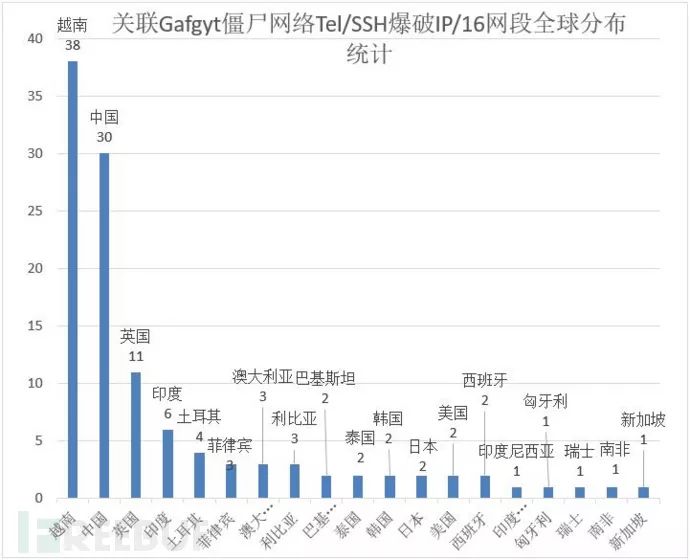 关联Gafgyt僵尸网络Tel/SSH爆破IP/16网段全球分布
统计
40
35
30
25
20
15
10
5
0
越南
38
中国
30
英国
11
印度
6
土耳其
4
菲律宾
3
澳大利亚
3
利比亚
3
巴基斯坦
2
泰国
2
韩国
2
日本
2
美国
2
西班牙
2
印度尼西亚
1
匈牙利
1
瑞士
1
南非
1
新加坡
1
越南
中国
英国
印度
土耳其
菲律宾
澳大…
利比亚
巴基…
泰国
韩国
日本
美国
西班牙
印度…
匈牙利
瑞士
南非
新加坡